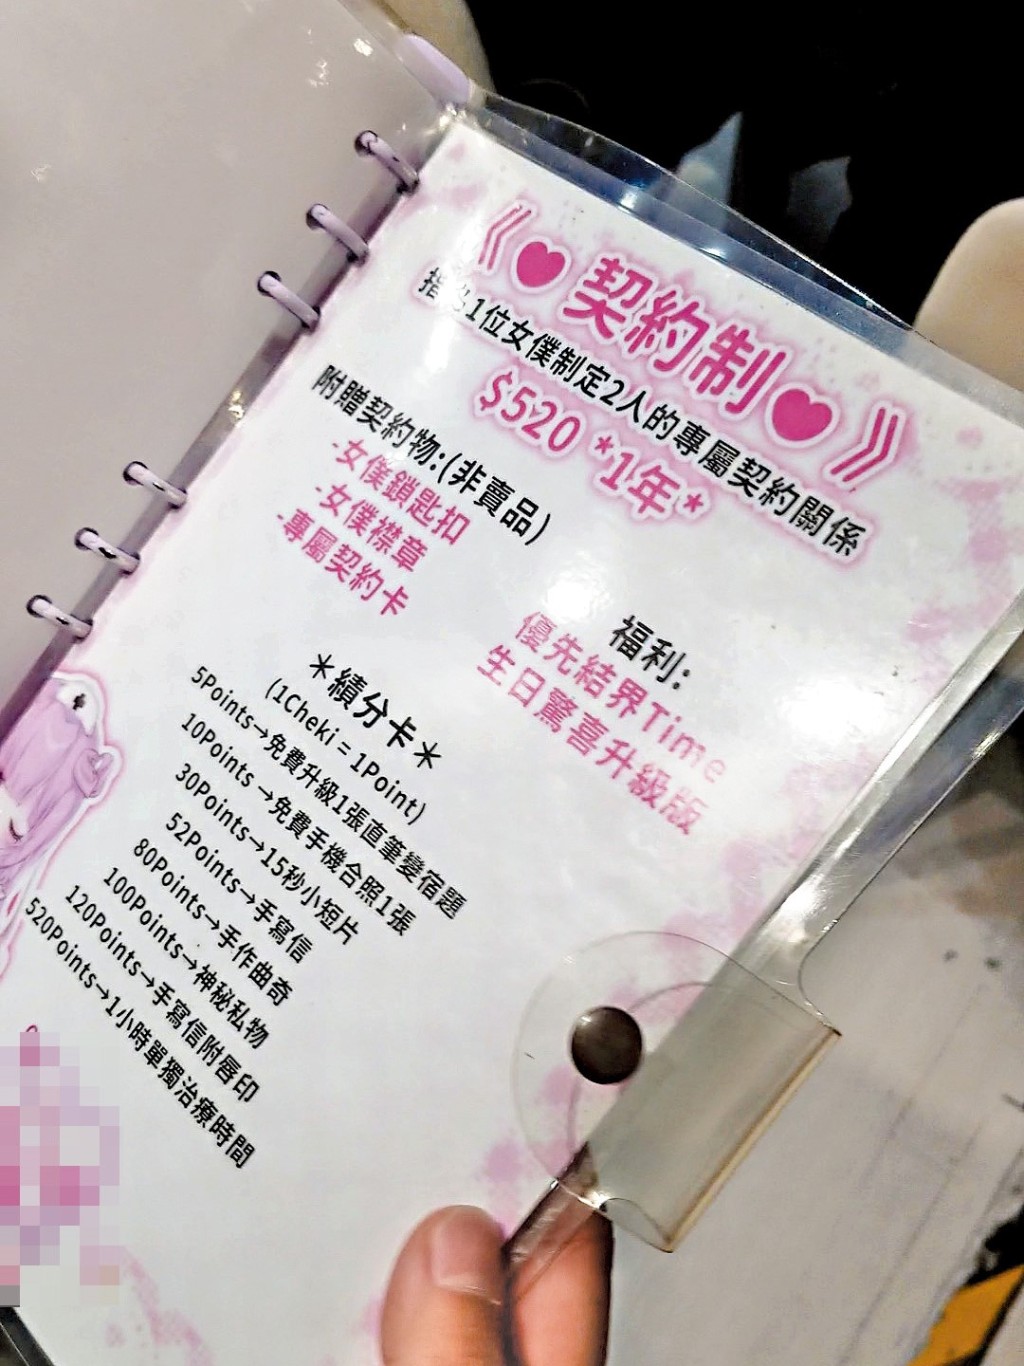 《♥契約制♥》
指名1位女僕制定2人的專屬契約關係
$520 *1年*
附贈契約物:(非賣品)
-女僕鎖匙扣
-女僕襟章
-專屬契約卡
福利:
優先結界Time
生日驚喜升級版
＊績分卡＊
(1Cheki = 1Point)
5Points→免費升級1張直筆變宿題
10Points →免費手機合照1張
30Points→15秒小短片
52Points→手寫信
80Points→手作曲奇
100Points→神秘私物
120Points→手寫信附唇印
520Points→1小時單獨治療時間